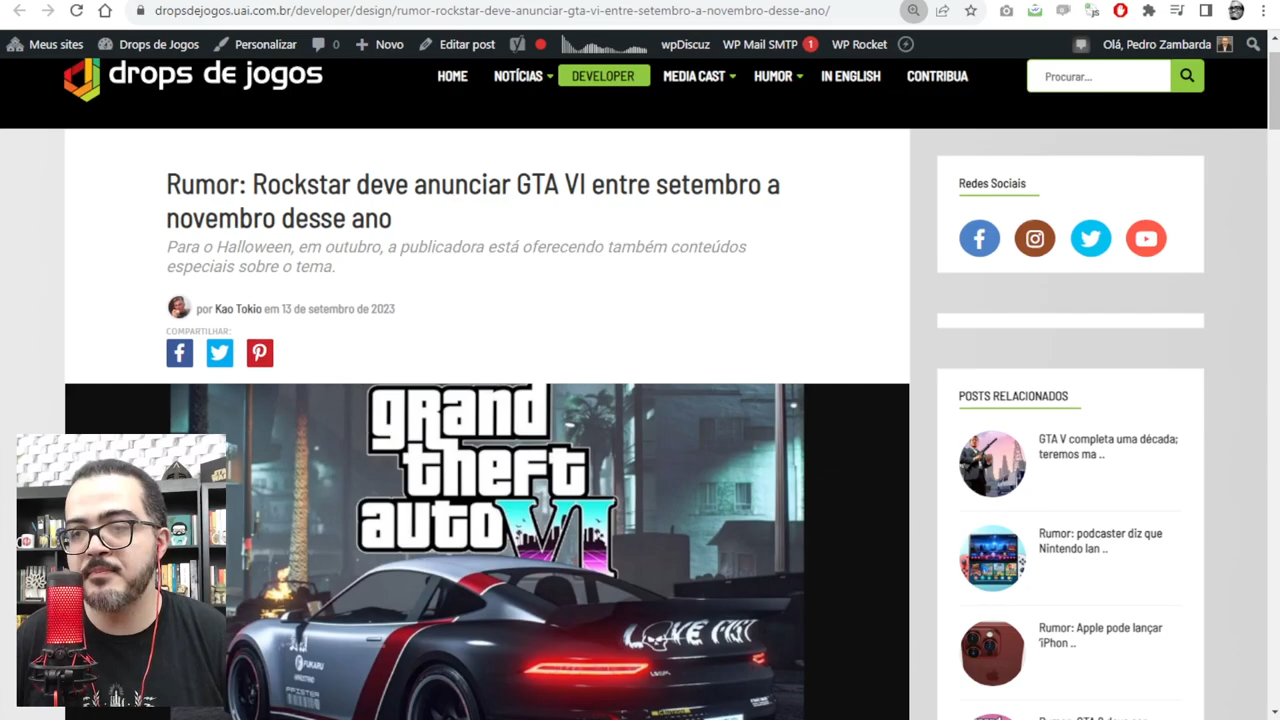 dropsdejogos.uai.com.br/developer/design/rumor-rockstar-deve-anunciar-gta-vi-entre-setembro-a-novembro-desse-ano/
Meus sites Drops de Jogos Personalizar 0 Novo Editar post wpDiscuz WP Mail SMTP 1 WP Rocket Olá, Pedro Zambarda
drops de jogos HOME NOTÍCIAS DEVELOPER MEDIA CAST HUMOR IN ENGLISH CONTRIBUA Procurar...
Rumor: Rockstar deve anunciar GTA VI entre setembro a
novembro desse ano
Para o Halloween, em outubro, a publicadora está oferecendo também conteúdos
especiais sobre o tema.
por Kao Tokio em 13 de setembro de 2023
COMPARTILHAR:
grand
theft
auto VI
LOVE FIST
FUKARU
PFISTER
Redes Sociais
POSTS RELACIONADOS
GTA V completa uma década;
teremos ma ..
Rumor: podcaster diz que
Nintendo lan ..
Rumor: Apple pode lançar
'iPhon ..